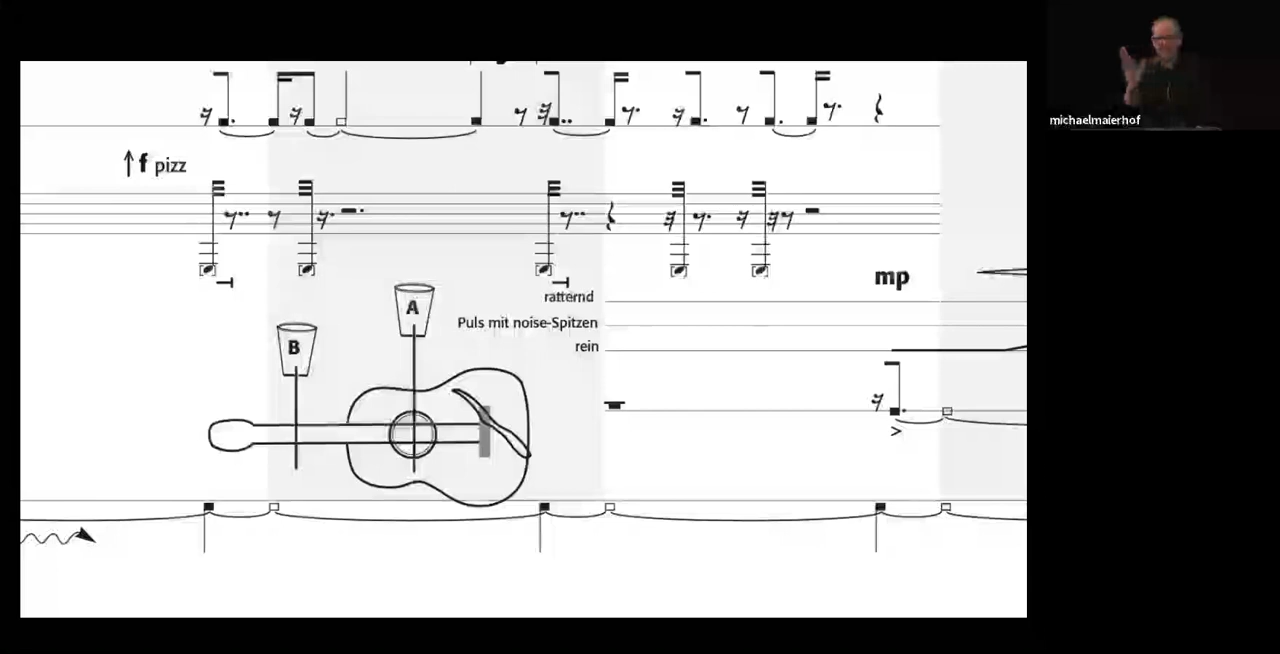 michaelmaierhof
↑f pizz
mp
A
B
ratternd
Puls mit noise-Spitzen
rein